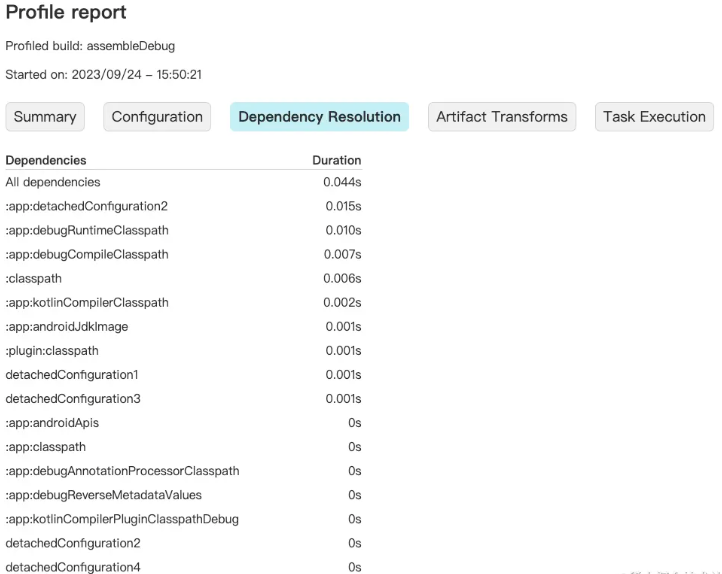 Profile report
Profiled build: assembleDebug
Started on: 2023/09/24 – 15:50:21
Summary Configuration Dependency Resolution Artifact Transforms Task Execution
Dependencies Duration
All dependencies 0.044s
:app:detachedConfiguration2 0.015s
:app:debugRuntimeClasspath 0.010s
:app:debugCompileClasspath 0.007s
:classpath 0.006s
:app:kotlinCompilerClasspath 0.002s
:app:androidJdkImage 0.001s
:plugin:classpath 0.001s
detachedConfiguration1 0.001s
detachedConfiguration3 0.001s
:app:androidApis 0s
:app:classpath 0s
:app:debugAnnotationProcessorClasspath 0s
:app:debugReverseMetadataValues 0s
:app:kotlinCompilerPluginClasspathDebug 0s
detachedConfiguration2 0s
detachedConfiguration4 0s